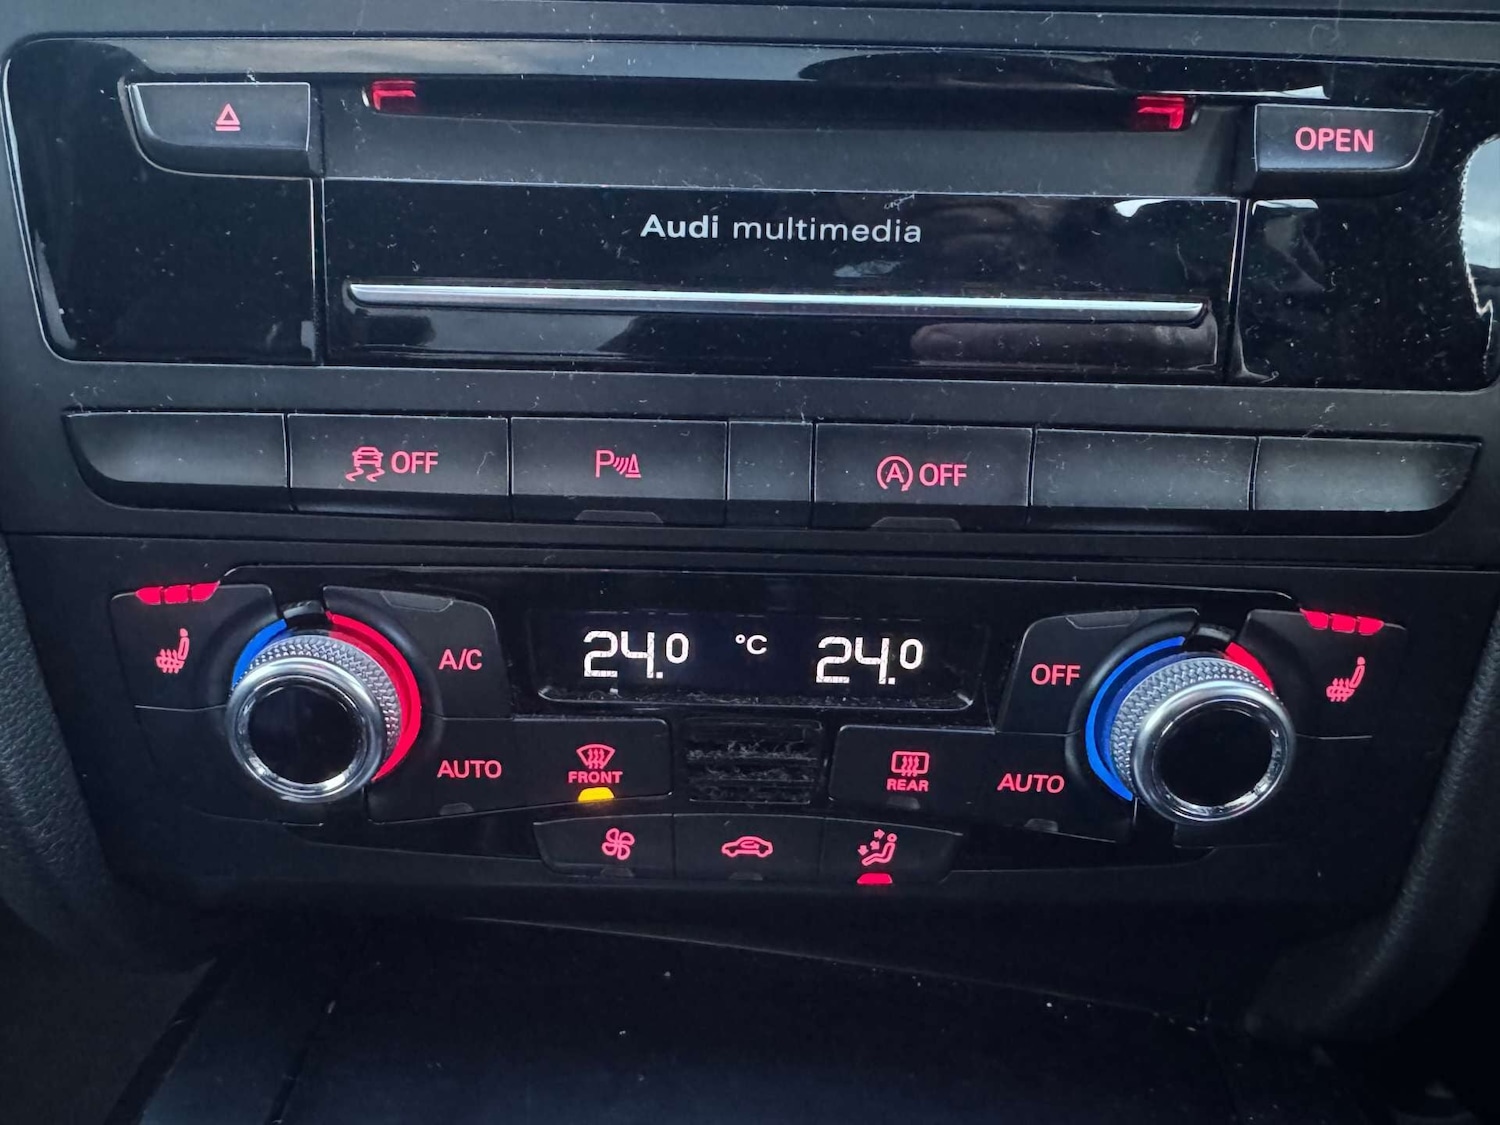 OPEN
Audi multimedia
OFF
P
A OFF
24.0 °C 24.0
A/C
OFF
AUTO
FRONT
REAR
AUTO